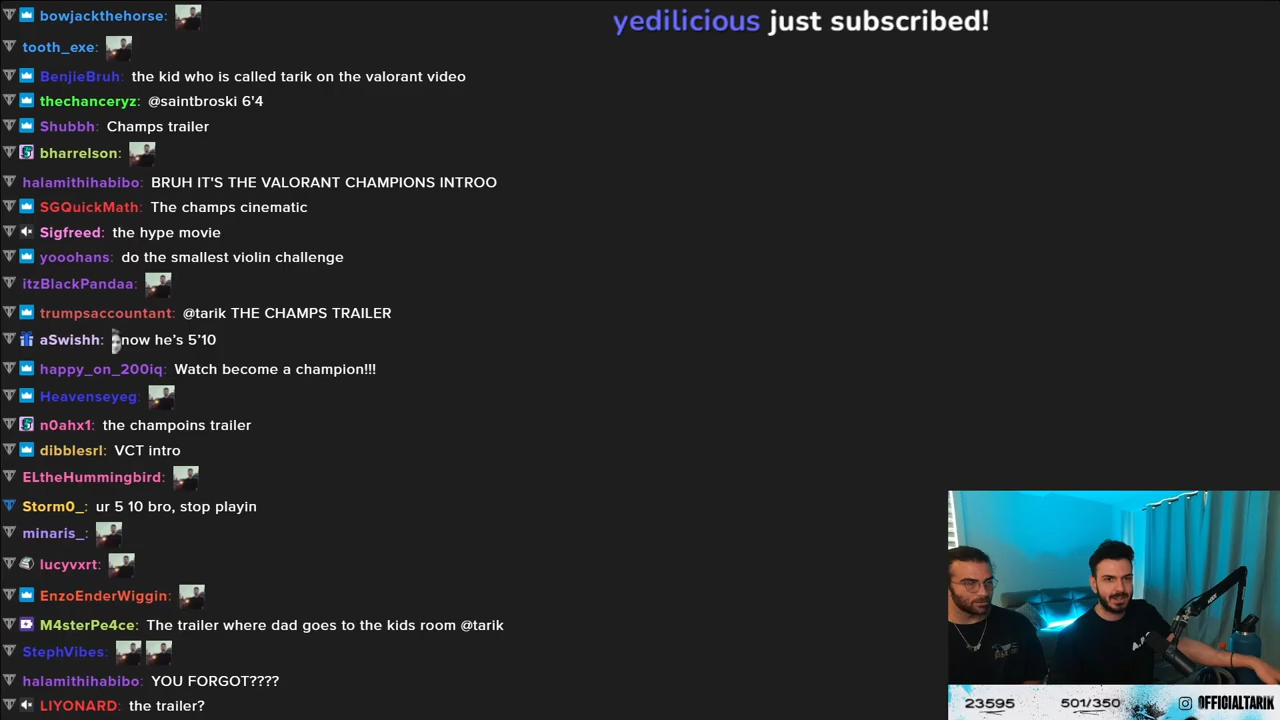 bowjackthehorse:
yedilicious just subscribed!
tooth_exe:
BenjieBruh: the kid who is called tarik on the valorant video
thechanceryz: @saintbroski 6'4
Shubbh: Champs trailer
bharrelson:
halamithihabibo: BRUH IT'S THE VALORANT CHAMPIONS INTROO
SGQuickMath: The champs cinematic
Sigfreed: the hype movie
yooohans: do the smallest violin challenge
itzBlackPandaa:
trumpsaccountant: @tarik THE CHAMPS TRAILER
aSwishh: now he's 5'10
happy_on_200iq: Watch become a champion!!!
Heavenseyeg:
n0ahx1: the champoins trailer
dibblesrl: VCT intro
ELtheHummingbird:
Storm0_: ur 5 10 bro, stop playin
minaris_:
lucyvxrt:
EnzoEnderWiggin:
M4sterPe4ce: The trailer where dad goes to the kids room @tarik
StephVibes:
halamithihabibo: YOU FORGOT????
LIYONARD: the trailer?
23595 501/350 OFFICIALTARIK